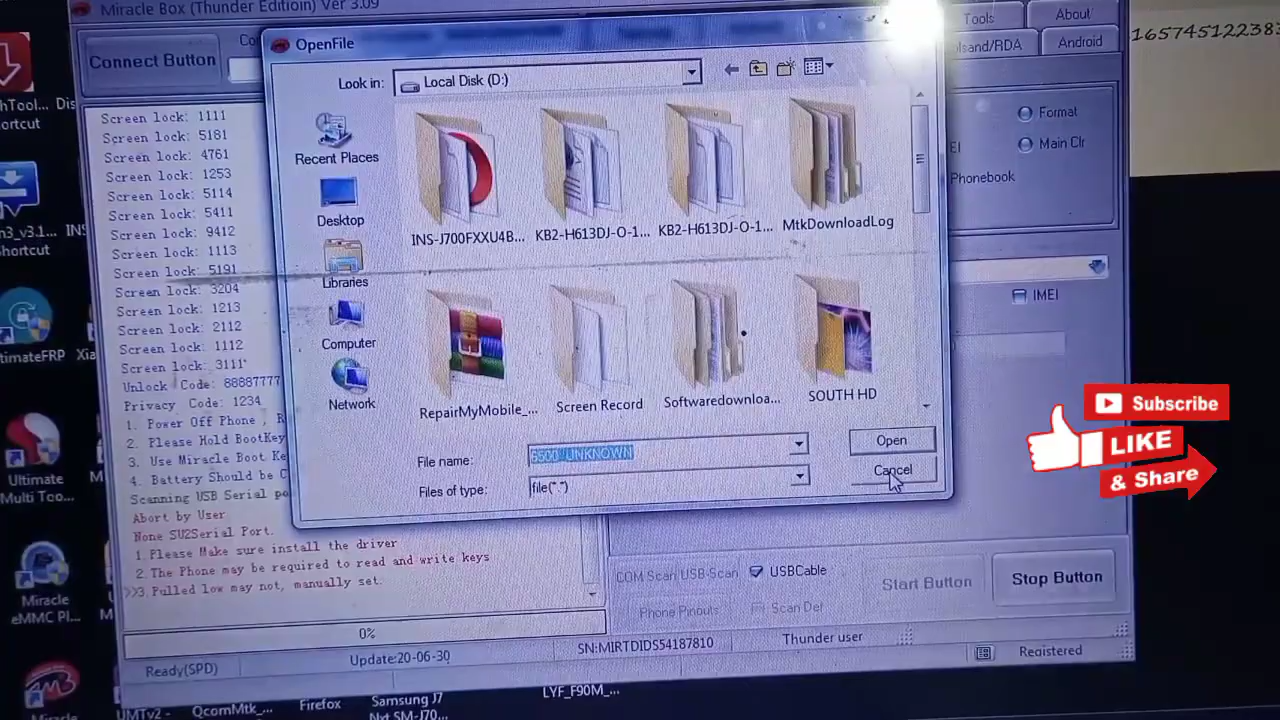 Miracle Box (Thunder Editioin) Ver 3.09
Connect Button
Tools
About
Android
OpenFile
Look in:
Local Disk (D:)
Recent Places
Desktop
Libraries
Computer
Network
INS-J700FXXU4B...
KB2-H613DJ-O-1...
KB2-H613DJ-O-1...
MtkDownloadLog
RepairMyMobile_...
Screen Record
Softwaredownloa...
SOUTH HD
File name:
6500_UNKNOWN
Files of type:
file(*.*)
Open
Cancel
Screen lock: 1111
Screen lock: 5181
Screen lock: 4761
Screen lock: 1253
Screen lock: 5114
Screen lock: 5411
Screen lock: 9412
Screen lock: 1113
Screen lock: 5191
Screen lock: 3204
Screen lock: 1213
Screen lock: 2112
Screen lock: 1112
Screen lock: 3111
Unlock Code: 88887777
Privacy Code: 1234
1. Power Off Phone , R
2. Please Hold BootKey
3. Use Miracle Boot Ke
4. Battery Should be C
Scanning USB Serial po
Abort by User
None SU2Serial Port.
1.Please Make sure install the driver
2.The Phone may be required to read and write keys
>>3.Pulled low may not, manually set.
0%
Ready(SPD)
Update:20-06-30
SN:MIRTDIDS54187810
Thunder user
Registered
Format
Main Clr
Phonebook
IMEI
COM Scan
USB-Scan
USBCable
Start Button
Stop Button
Phone Pinouts
Scan Def
Subscribe
LIKE
& Share
Shortcut
Shortcut
ltimateFRP
Ultimate
Multi Too...
Miracle
eMMC Pl...
Miracle
UMTv2 -
QcomMtk_...
Firefox
Samsung J7
Nxt SM-J70...
LYF_F90M_...